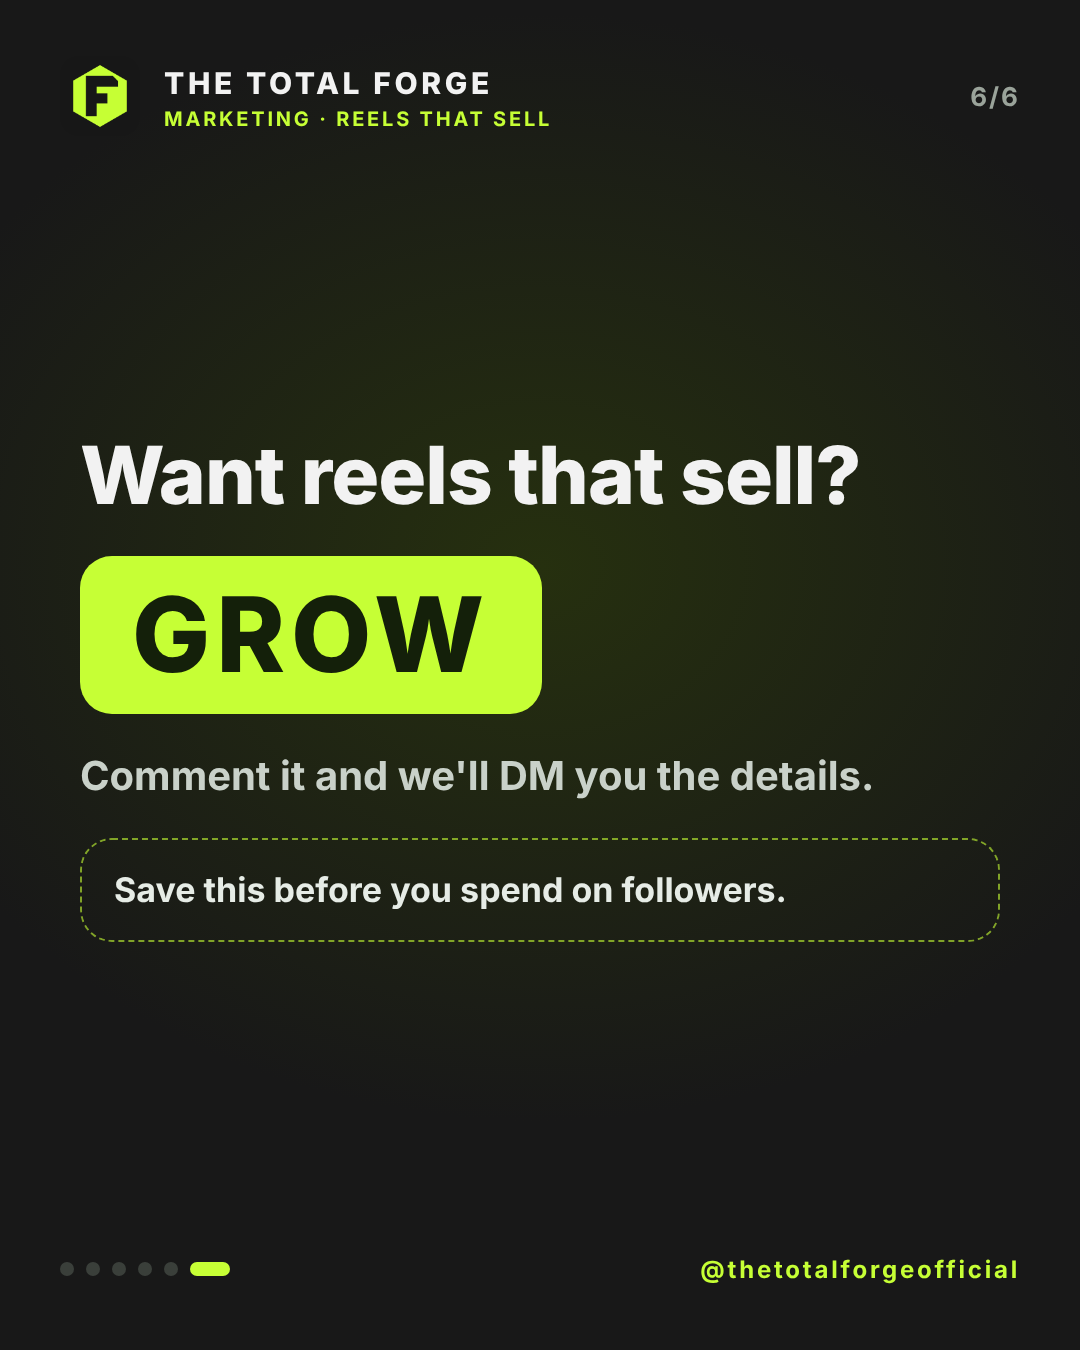 THE TOTAL FORGE
MARKETING · REELS THAT SELL
6/6
Want reels that sell?
GROW
Comment it and we'll DM you the details.
Save this before you spend on followers.
@thetotalforgeofficial